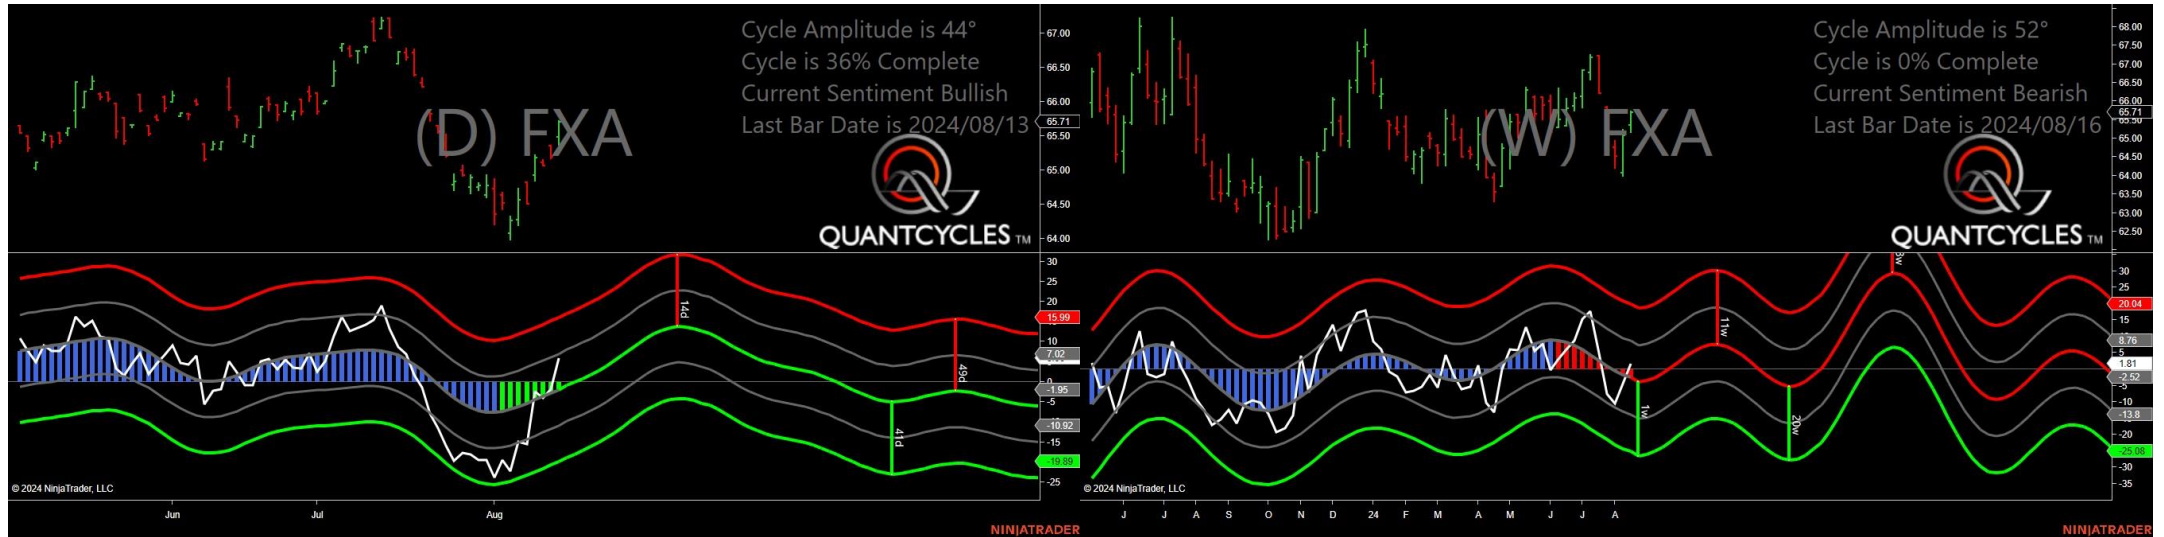 Cycle Amplitude is 44°
Cycle is 36% Complete
Current Sentiment Bullish
Last Bar Date is 2024/08/13
(D) FXA
QUANTCYCLES TM
67.00
66.50
66.00
65.71
65.50
65.00
64.50
64.00
30
25
20
15.99
10
7.02
0
-1.95
-5
-10.92
-15
-19.89
-25
14d
41d
49d
© 2024 NinjaTrader, LLC
Jun
Jul
Aug
NINJATRADER
Cycle Amplitude is 52°
Cycle is 0% Complete
Current Sentiment Bearish
Last Bar Date is 2024/08/16
(W) FXA
QUANTCYCLES TM
68.00
67.50
67.00
66.50
66.00
65.71
65.50
65.00
64.50
64.00
63.50
63.00
62.50
30
25
20.04
15
8.76
5
1.81
-2.52
-5
-10
-13.8
-20
-25.08
-30
-35
1w
11w
20w
© 2024 NinjaTrader, LLC
J
J
A
S
O
N
D
24
F
M
A
M
J
J
A
NINJATRADER